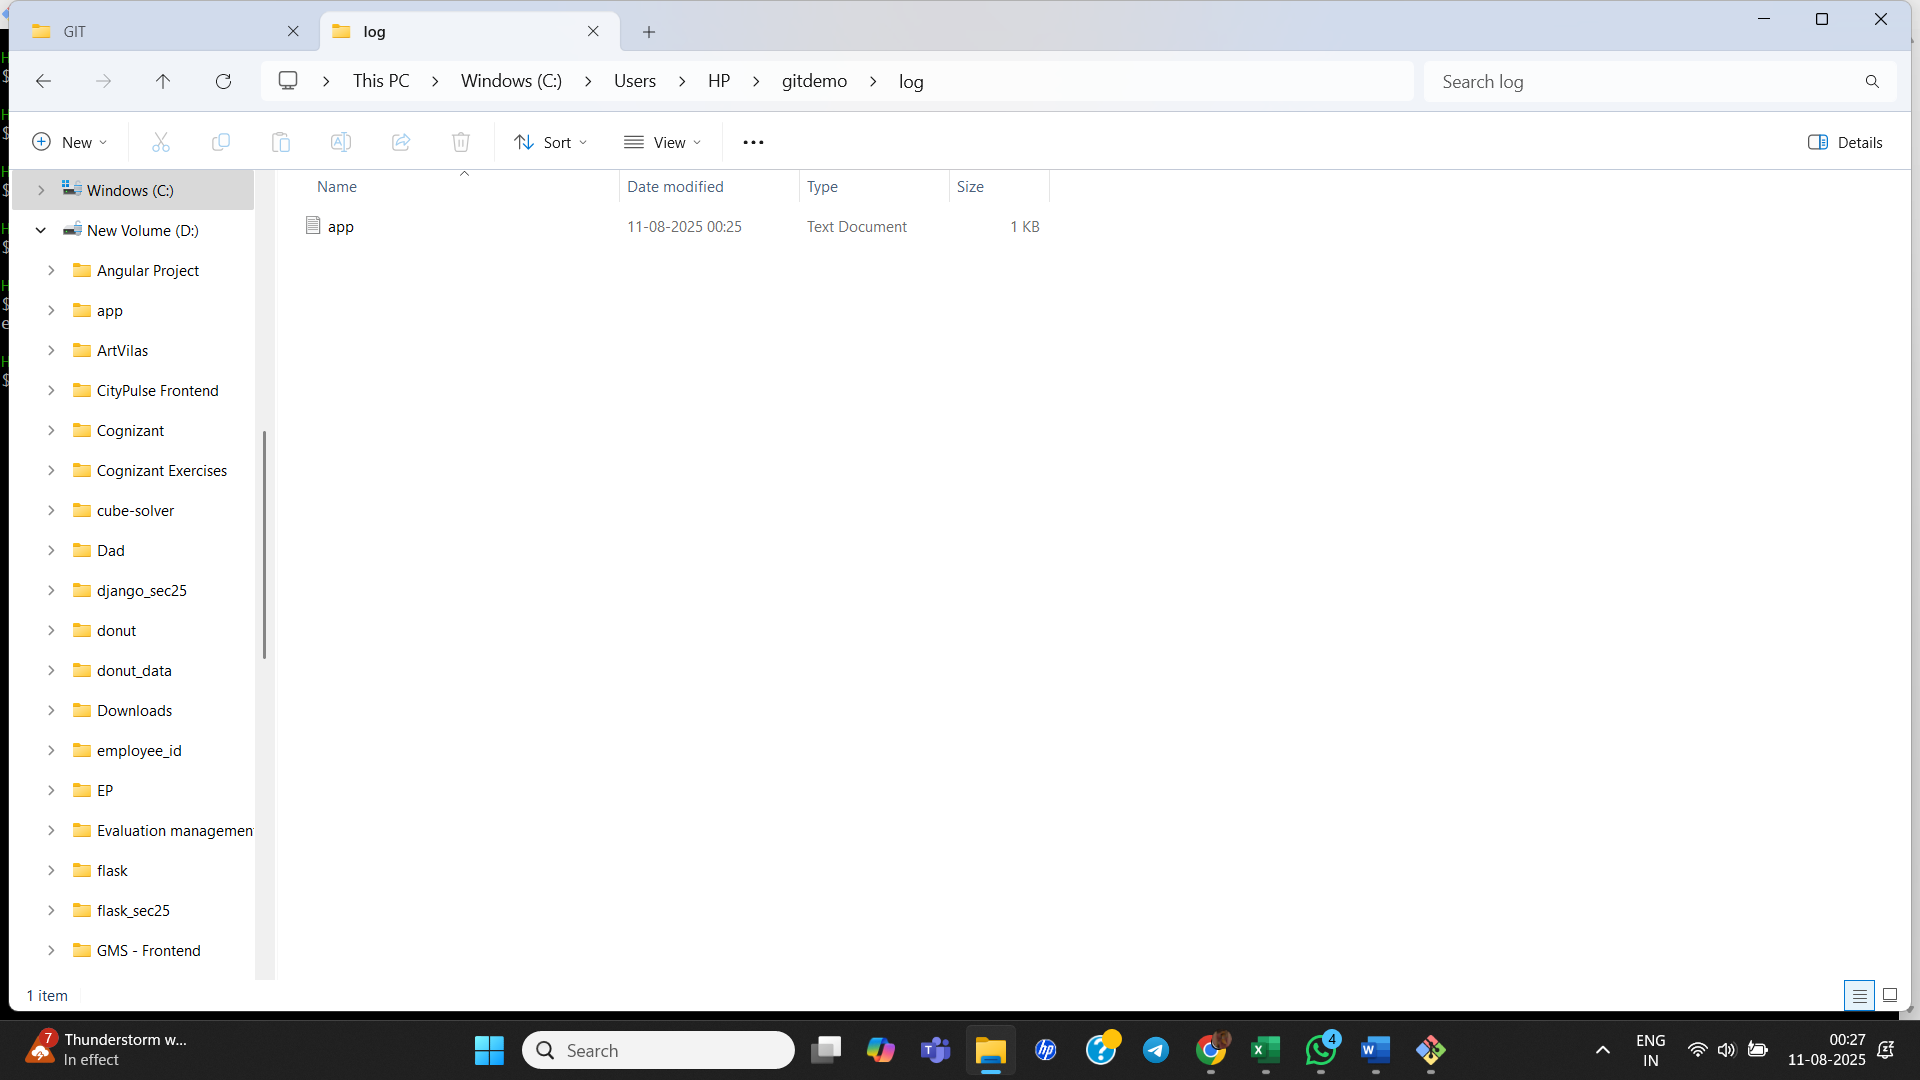 GIT
log
This PC
Windows (C:)
Users
HP
gitdemo
log
Search log
New
Sort
View
Details
Name
Date modified
Type
Size
app
11-08-2025 00:25
Text Document
1 KB
Windows (C:)
New Volume (D:)
Angular Project
app
ArtVilas
CityPulse Frontend
Cognizant
Cognizant Exercises
cube-solver
Dad
django_sec25
donut
donut_data
Downloads
employee_id
EP
Evaluation managemen
flask
flask_sec25
GMS - Frontend
1 item
7
Thunderstorm w...
In effect
Search
4
ENG
IN
00:27
11-08-2025